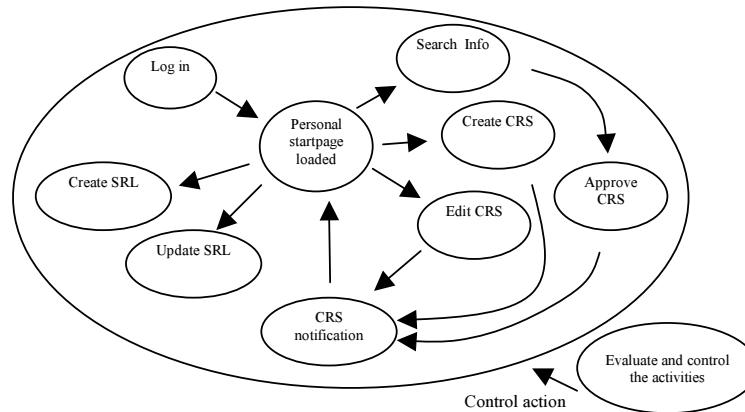 Search Info
Log in
Personal
startpage
loaded
Create CRS
Create SRL
Approve
CRS
Edit CRS
Update SRL
CRS
notification
Evaluate and control
the activities
Control action